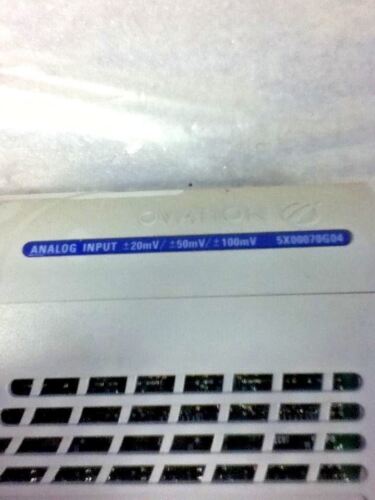 OVATION
ANALOG INPUT ±20mV/ ±50mV/ ±100mV 5X00070G04